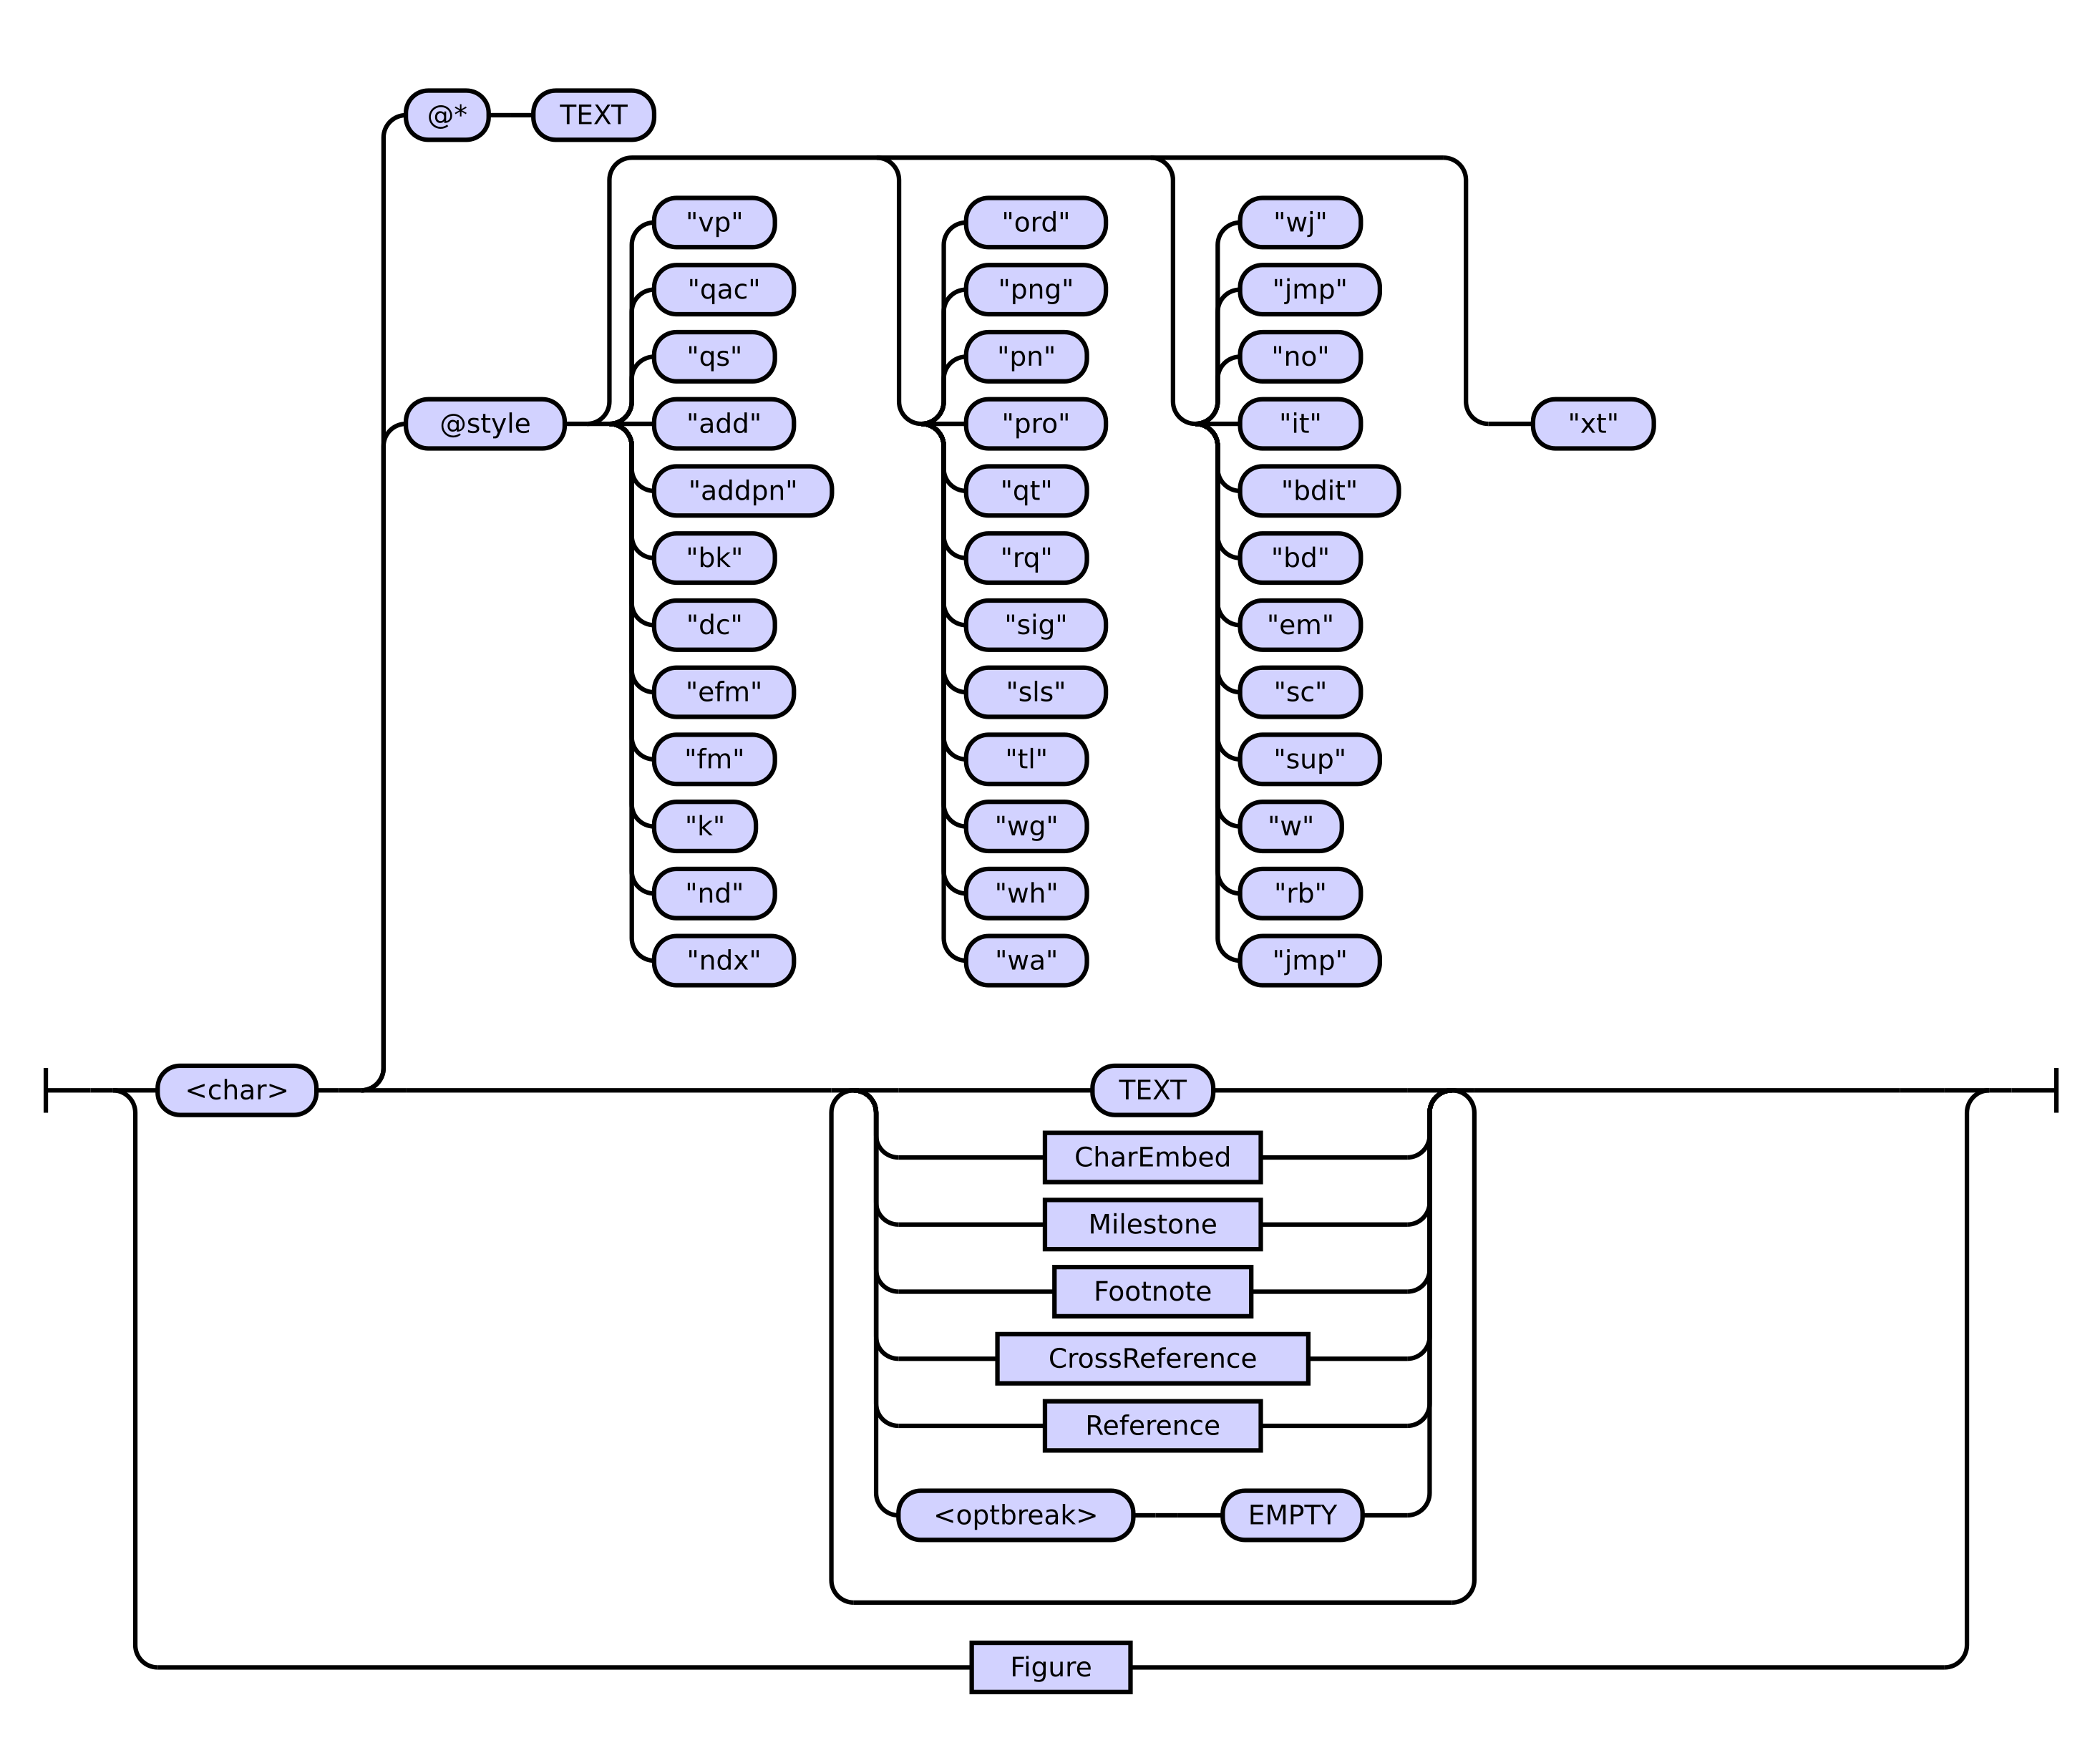 @* TEXT
"vp" "ord" "wj"
"qac" "png" "jmp"
"qs" "pn" "no"
@style "add" "pro" "it" "xt"
"addpn" "qt" "bdit"
"bk" "rq" "bd"
"dc" "sig" "em"
"efm" "sls" "sc"
"fm" "tl" "sup"
"k" "wg" "w"
"nd" "wh" "rb"
"ndx" "wa" "jmp"
<char> TEXT
CharEmbed
Milestone
Footnote
CrossReference
Reference
<optbreak> EMPTY
Figure